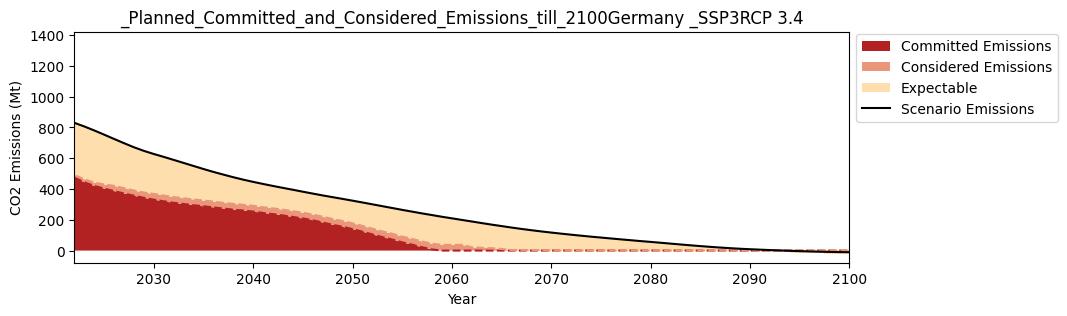 _Planned_Committed_and_Considered_Emissions_till_2100Germany _SSP3RCP 3.4
1400
1200
1000
800
600
400
200
0
CO2 Emissions (Mt)
2030 2040 2050 2060 2070 2080 2090 2100
Year
Committed Emissions
Considered Emissions
Expectable
Scenario Emissions